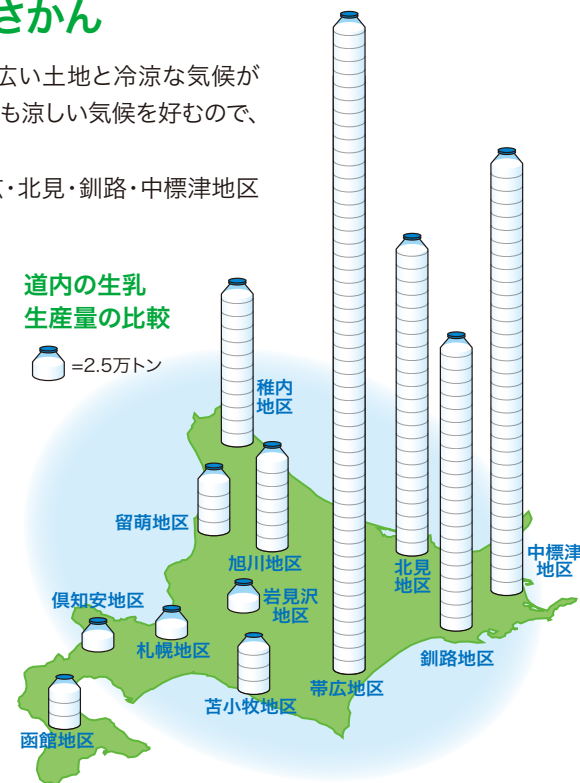 さかん
広い土地と冷涼な気候が
も涼しい気候を好むので、
広・北見・釧路・中標津地区
道内の生乳
生産量の比較
=2.5万トン
稚内
地区
留萌地区
旭川地区
北見
地区
中標津
地区
倶知安地区
岩見沢
地区
札幌地区
釧路地区
苫小牧地区
帯広地区
函館地区